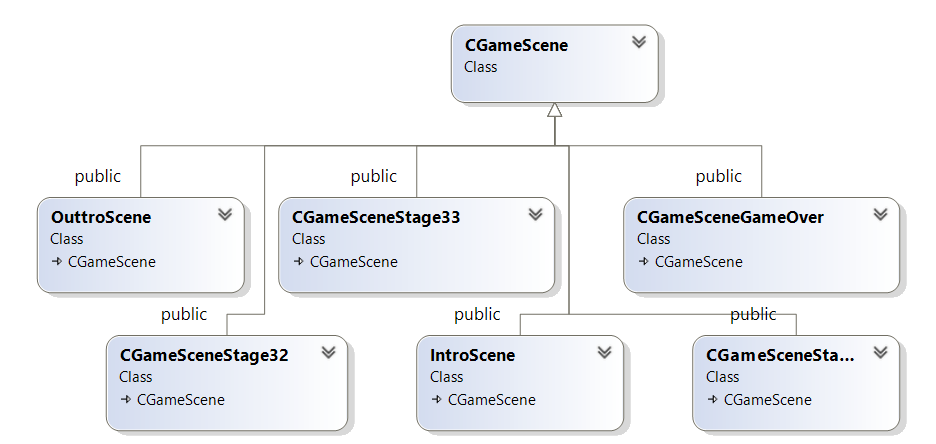 CGameScene
Class
public public public
OuttroScene CGameSceneStage33 CGameSceneGameOver
Class Class Class
CGameScene CGameScene CGameScene
public public public
CGameSceneStage32 IntroScene CGameSceneSta...
Class Class Class
CGameScene CGameScene CGameScene